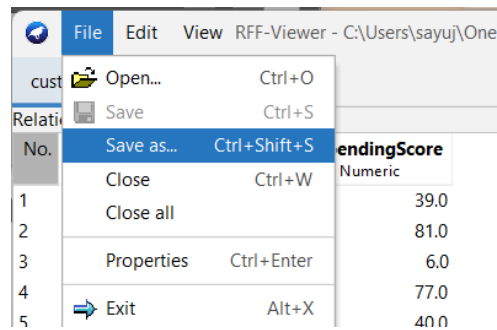 File Edit View RFF-Viewer - C:\Users\sayuj\One
cust
Open... Ctrl+O
Relati
Save Ctrl+S
No. Save as... Ctrl+Shift+S endingScore
Close Ctrl+W Numeric
Close all
1 39.0
2 81.0
3 Properties Ctrl+Enter 6.0
4 77.0
Exit Alt+X
5 40.0